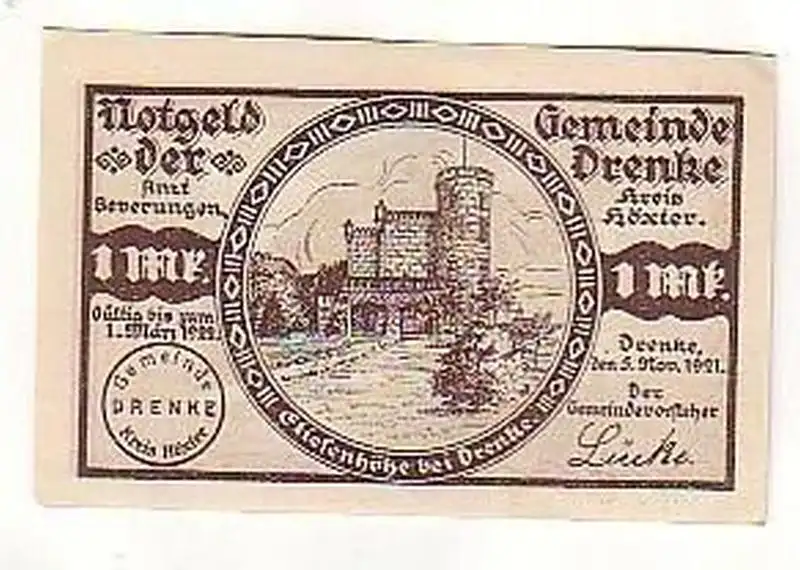 Notgeld
der
Amt
Beverungen
1 Mk.
Gültig bis zum
1. März 1922.
Gemeinde
DRENKE
Kreis Höxter
bei Drenke.
Gemeinde
Drenke
Kreis
Höxter.
1 Mk.
Drenke,
den 5. Nov. 1921.
Der
Gemeindevorsteher
Lücke.